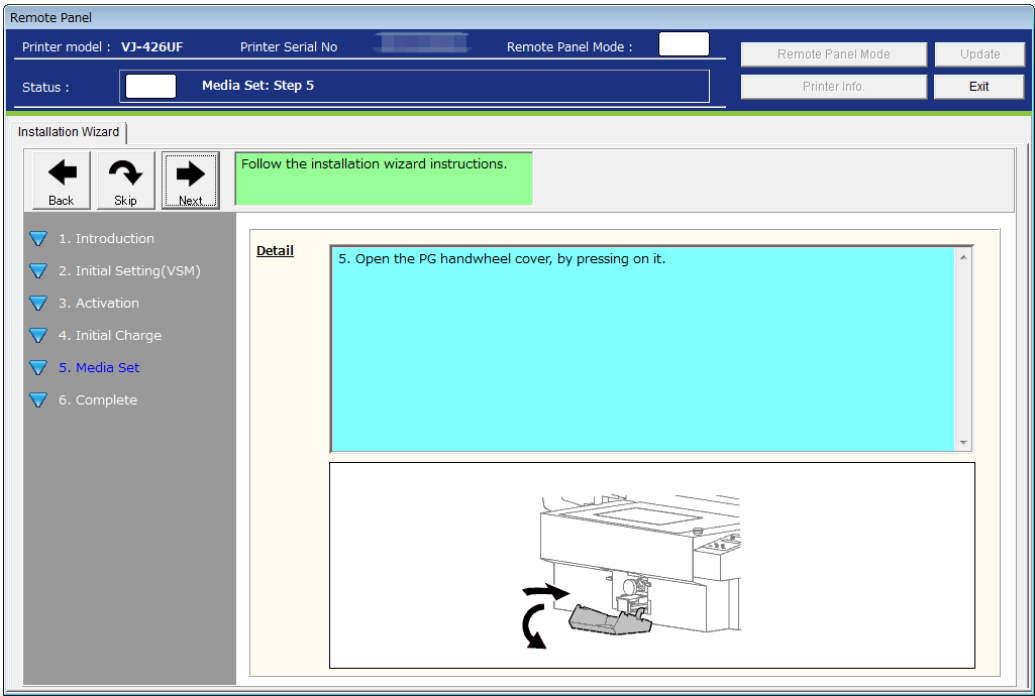 Remote Panel
Printer model : VJ-426UF Printer Serial No Remote Panel Mode :
Remote Panel Mode Update
Status : Media Set: Step 5
Printer Info. Exit
Installation Wizard
Back Skip Next
Follow the installation wizard instructions.
1. Introduction
2. Initial Setting(VSM)
3. Activation
4. Initial Charge
5. Media Set
6. Complete
Detail
5. Open the PG handwheel cover, by pressing on it.